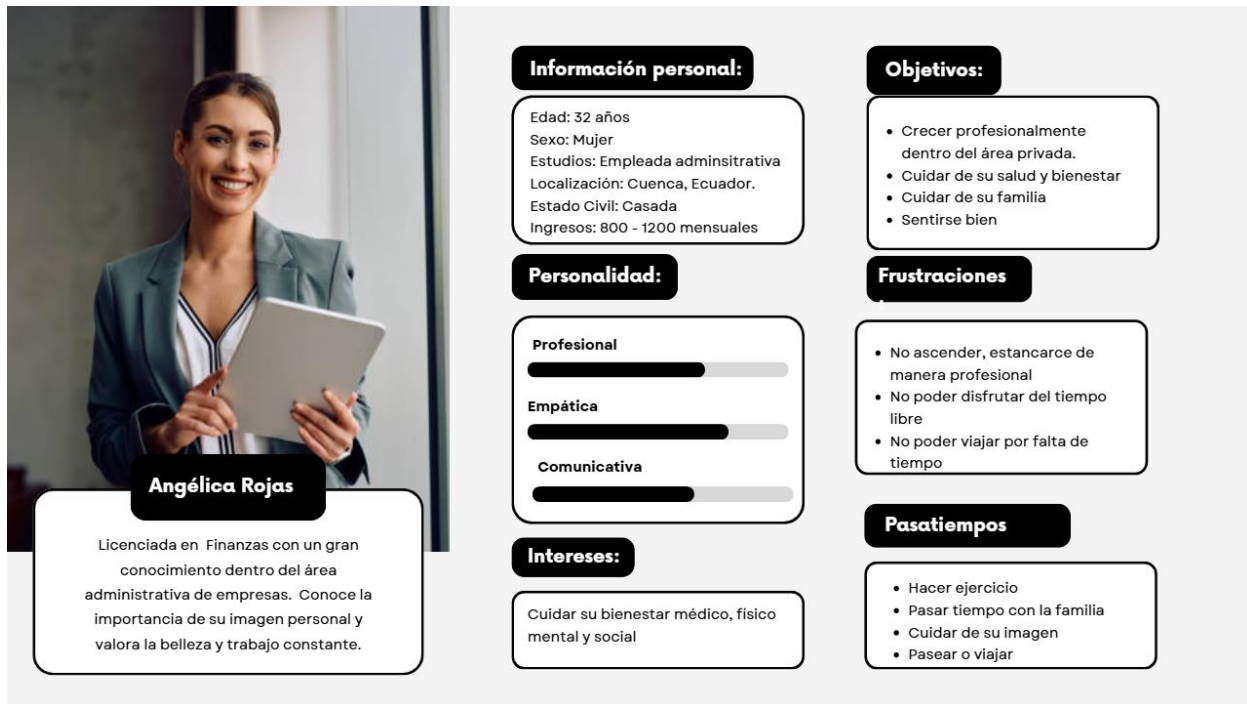 Angélica Rojas
Licenciada en Finanzas con un gran
conocimiento dentro del área
administrativa de empresas. Conoce la
importancia de su imagen personal y
valora la belleza y trabajo constante.
Información personal:
Edad: 32 años
Sexo: Mujer
Estudios: Empleada adminsitrativa
Localización: Cuenca, Ecuador.
Estado Civil: Casada
Ingresos: 800 - 1200 mensuales
Personalidad:
Profesional
Empática
Comunicativa
Intereses:
Cuidar su bienestar médico, físico
mental y social
Objetivos:
• Crecer profesionalmente
dentro del área privada.
• Cuidar de su salud y bienestar
• Cuidar de su familia
• Sentirse bien
Frustraciones
• No ascender, estancarce de
manera profesional
• No poder disfrutar del tiempo
libre
• No poder viajar por falta de
tiempo
Pasatiempos
• Hacer ejercicio
• Pasar tiempo con la familia
• Cuidar de su imagen
• Pasear o viajar